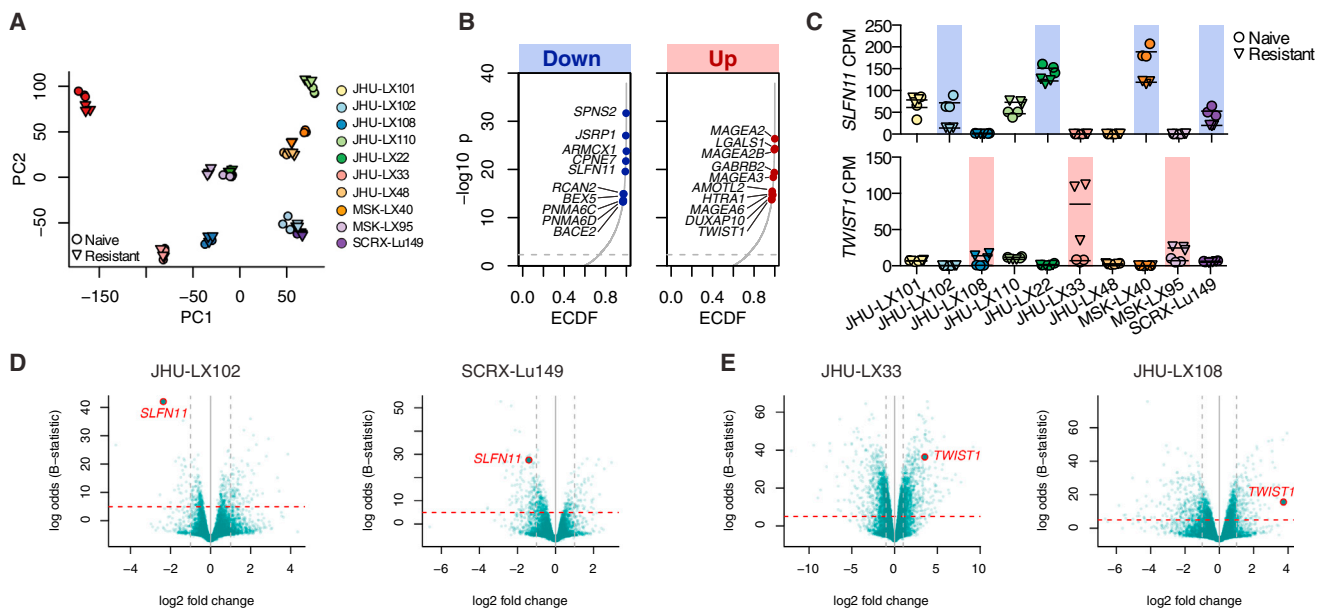 A
PC2
100
50
0
−50
Naive
Resistant
−150
−50
0
50
PC1
JHU-LX101
JHU-LX102
JHU-LX108
JHU-LX110
JHU-LX22
JHU-LX33
JHU-LX48
MSK-LX40
MSK-LX95
SCRX-Lu149
B
Down
Up
−log10 p
40
30
20
10
0
SPNS2
JSRP1
ARMCX1
CPNE7
SLFN11
RCAN2
BEX5
PNMA6C
PNMA6D
BACE2
0.0
0.4
0.8
ECDF
MAGEA2
LGALS1
MAGEA2B
GABRB2
MAGEA3
AMOTL2
HTRA1
MAGEA6
DUXAP10
TWIST1
0.0
0.4
0.8
ECDF
C
SLFN11 CPM
250
200
150
100
50
0
Naive
Resistant
TWIST1 CPM
150
100
50
0
JHU-LX101
JHU-LX102
JHU-LX108
JHU-LX110
JHU-LX22
JHU-LX33
JHU-LX48
MSK-LX40
MSK-LX95
SCRX-Lu149
D
JHU-LX102
log odds (B−statistic)
40
30
20
10
0
SLFN11
−4
−2
0
2
4
log2 fold change
SCRX-Lu149
log odds (B−statistic)
50
40
30
20
10
0
SLFN11
−6
−4
−2
0
2
log2 fold change
E
JHU-LX33
log odds (B−statistic)
60
40
20
0
TWIST1
−10
−5
0
5
10
log2 fold change
JHU-LX108
log odds (B−statistic)
80
60
40
20
0
TWIST1
−6
−4
−2
0
2
4
log2 fold change